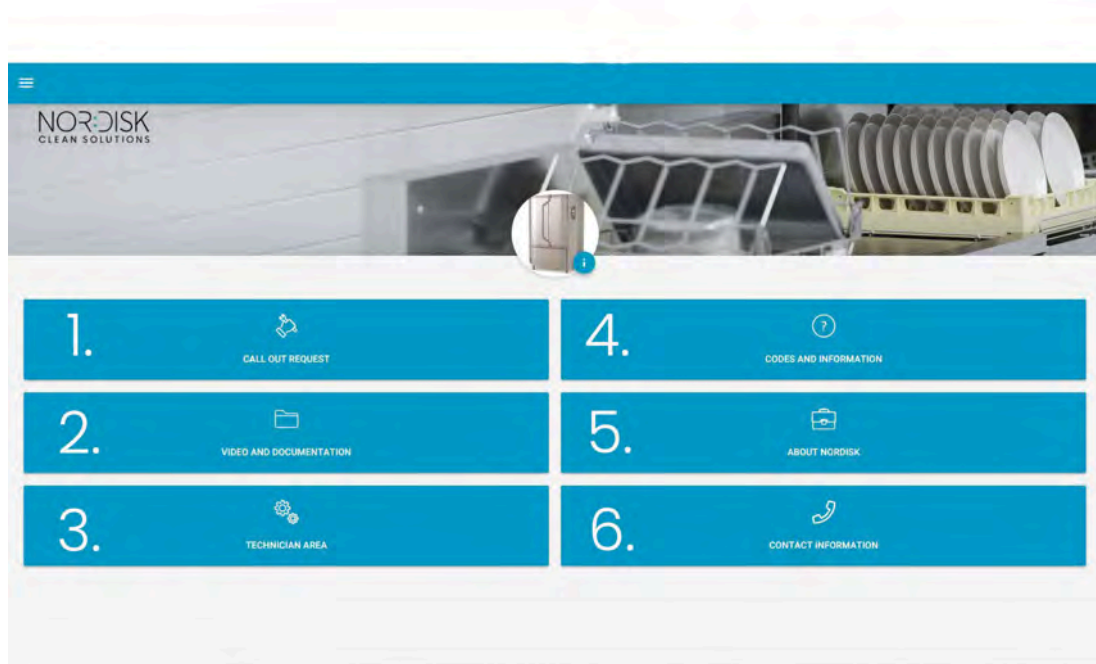 NORDISK
CLEAN SOLUTIONS
1.
CALL OUT REQUEST
2.
VIDEO AND DOCUMENTATION
3.
TECHNICIAN AREA
4.
?
CODES AND INFORMATION
5.
ABOUT NORDISK
6.
CONTACT INFORMATION